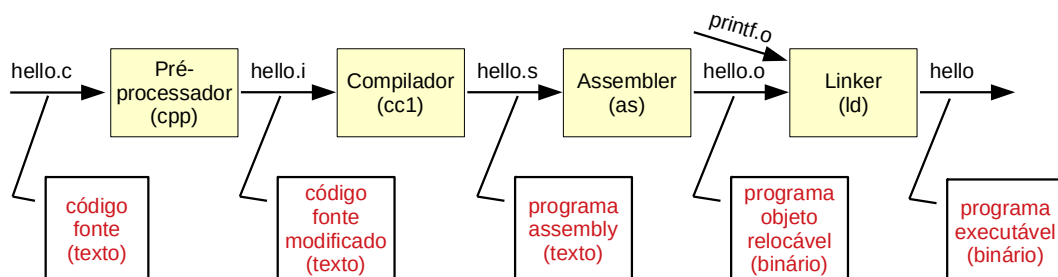 printf.o
hello.c
Pré-
processador
(cpp)
hello.i
Compilador
(cc1)
hello.s
Assembler
(as)
hello.o
Linker
(ld)
hello
código
fonte
(texto)
código
fonte
modificado
(texto)
programa
assembly
(texto)
programa
objeto
relocável
(binário)
programa
executável
(binário)